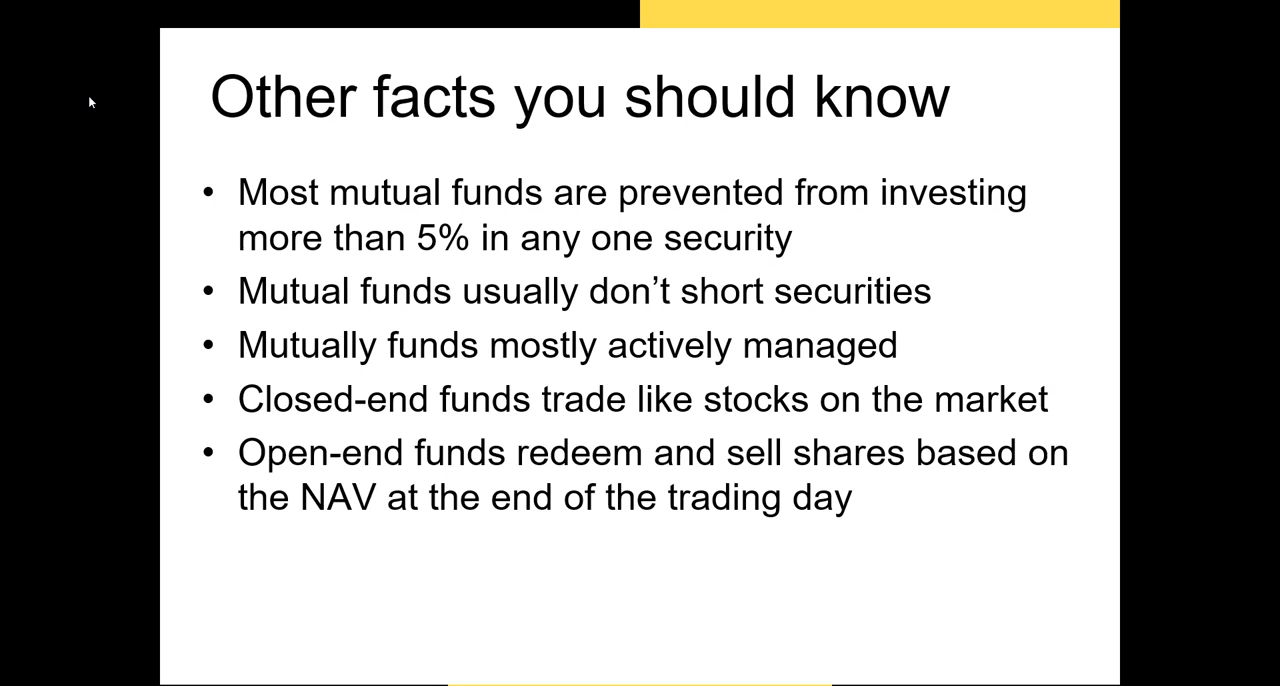 Other facts you should know
• Most mutual funds are prevented from investing
more than 5% in any one security
• Mutual funds usually don’t short securities
• Mutually funds mostly actively managed
• Closed-end funds trade like stocks on the market
• Open-end funds redeem and sell shares based on
the NAV at the end of the trading day